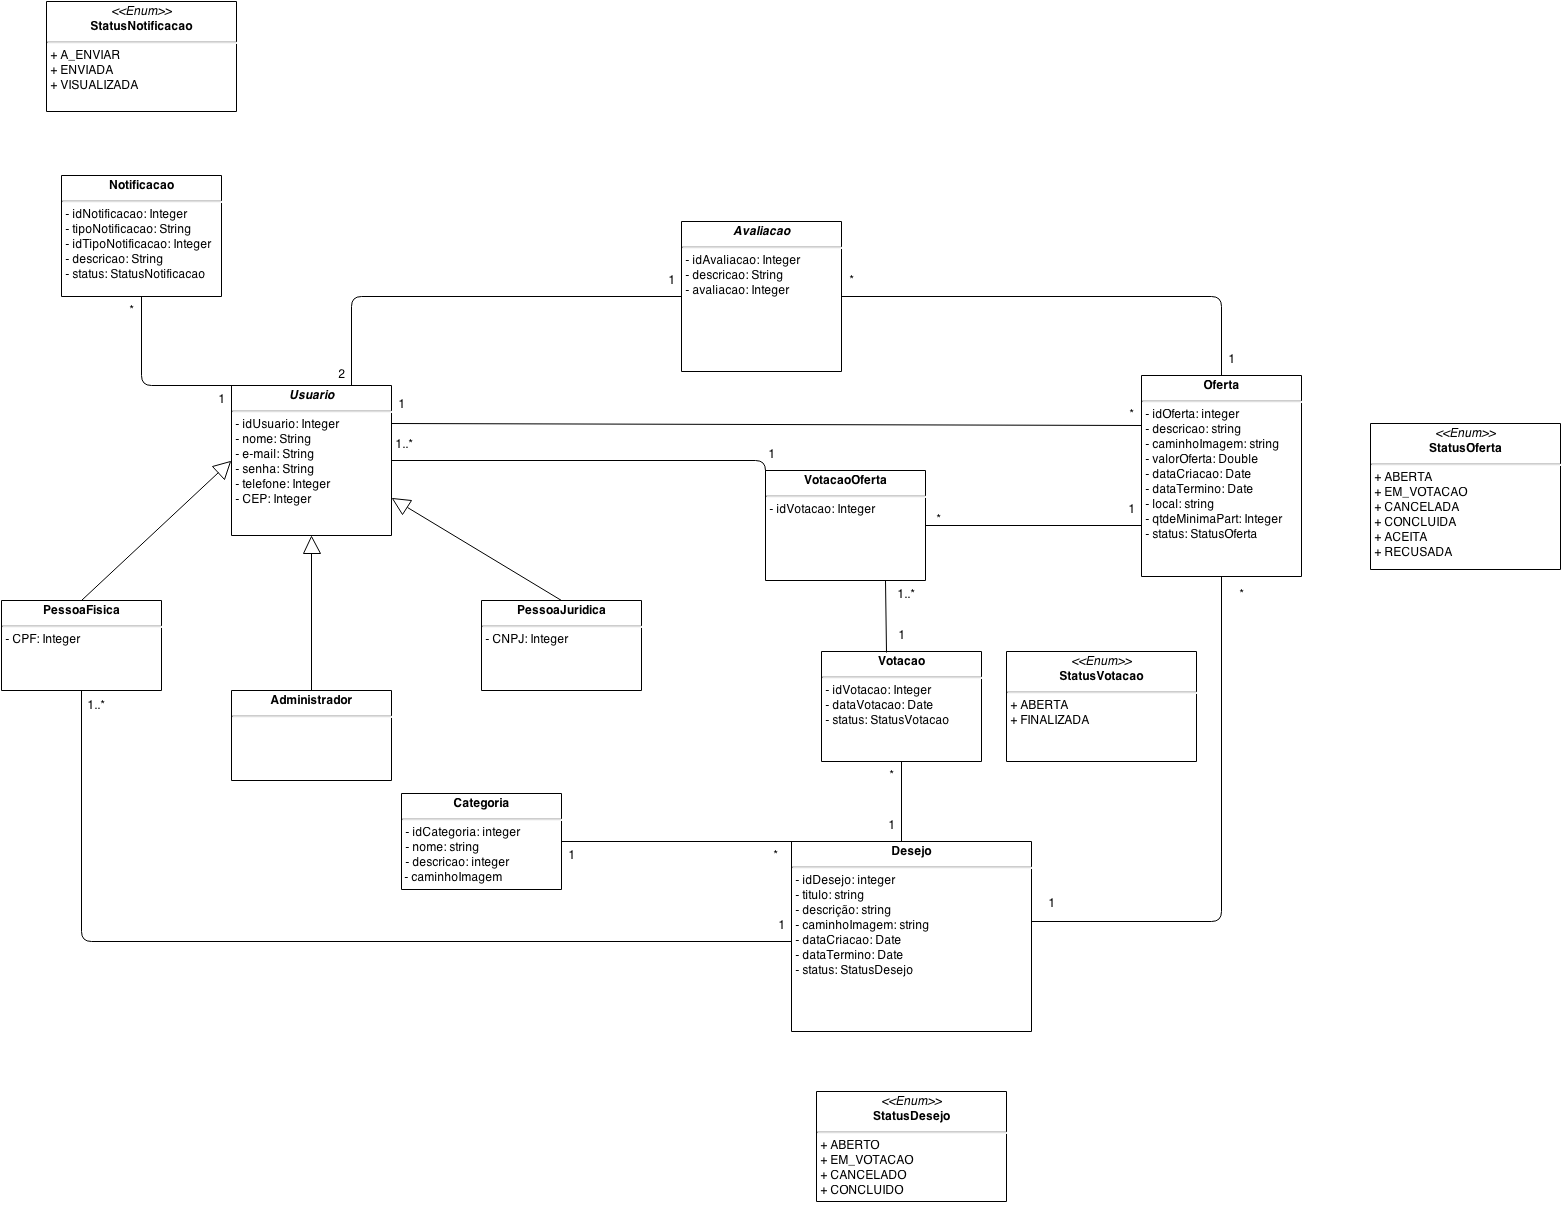 <<Enum>>
StatusNotificacao
+ A_ENVIAR
+ ENVIADA
+ VISUALIZADA
Notificacao
- idNotificacao: Integer
- tipoNotificacao: String
- idTipoNotificacao: Integer
- descricao: String
- status: StatusNotificacao
*
1
Avaliacao
- idAvaliacao: Integer
- descricao: String
- avaliacao: Integer
1
*
2
1
Usuario
- idUsuario: Integer
- nome: String
- e-mail: String
- senha: String
- telefone: Integer
- CEP: Integer
1
*
1..*
1
Oferta
- idOferta: integer
- descricao: string
- caminhoImagem: string
- valorOferta: Double
- dataCriacao: Date
- dataTermino: Date
- local: string
- qtdeMinimaPart: Integer
- status: StatusOferta
<<Enum>>
StatusOferta
+ ABERTA
+ EM_VOTACAO
+ CANCELADA
+ CONCLUIDA
+ ACEITA
+ RECUSADA
VotacaoOferta
- idVotacao: Integer
*
1
1..*
1
*
PessoaFisica
- CPF: Integer
1..*
Administrador
PessoaJuridica
- CNPJ: Integer
Votacao
- idVotacao: Integer
- dataVotacao: Date
- status: StatusVotacao
*
1
<<Enum>>
StatusVotacao
+ ABERTA
+ FINALIZADA
Categoria
- idCategoria: integer
- nome: string
- descricao: integer
- caminhoImagem
1
*
1
Desejo
- idDesejo: integer
- titulo: string
- descrição: string
- caminhoImagem: string
- dataCriacao: Date
- dataTermino: Date
- status: StatusDesejo
1
<<Enum>>
StatusDesejo
+ ABERTO
+ EM_VOTACAO
+ CANCELADO
+ CONCLUIDO